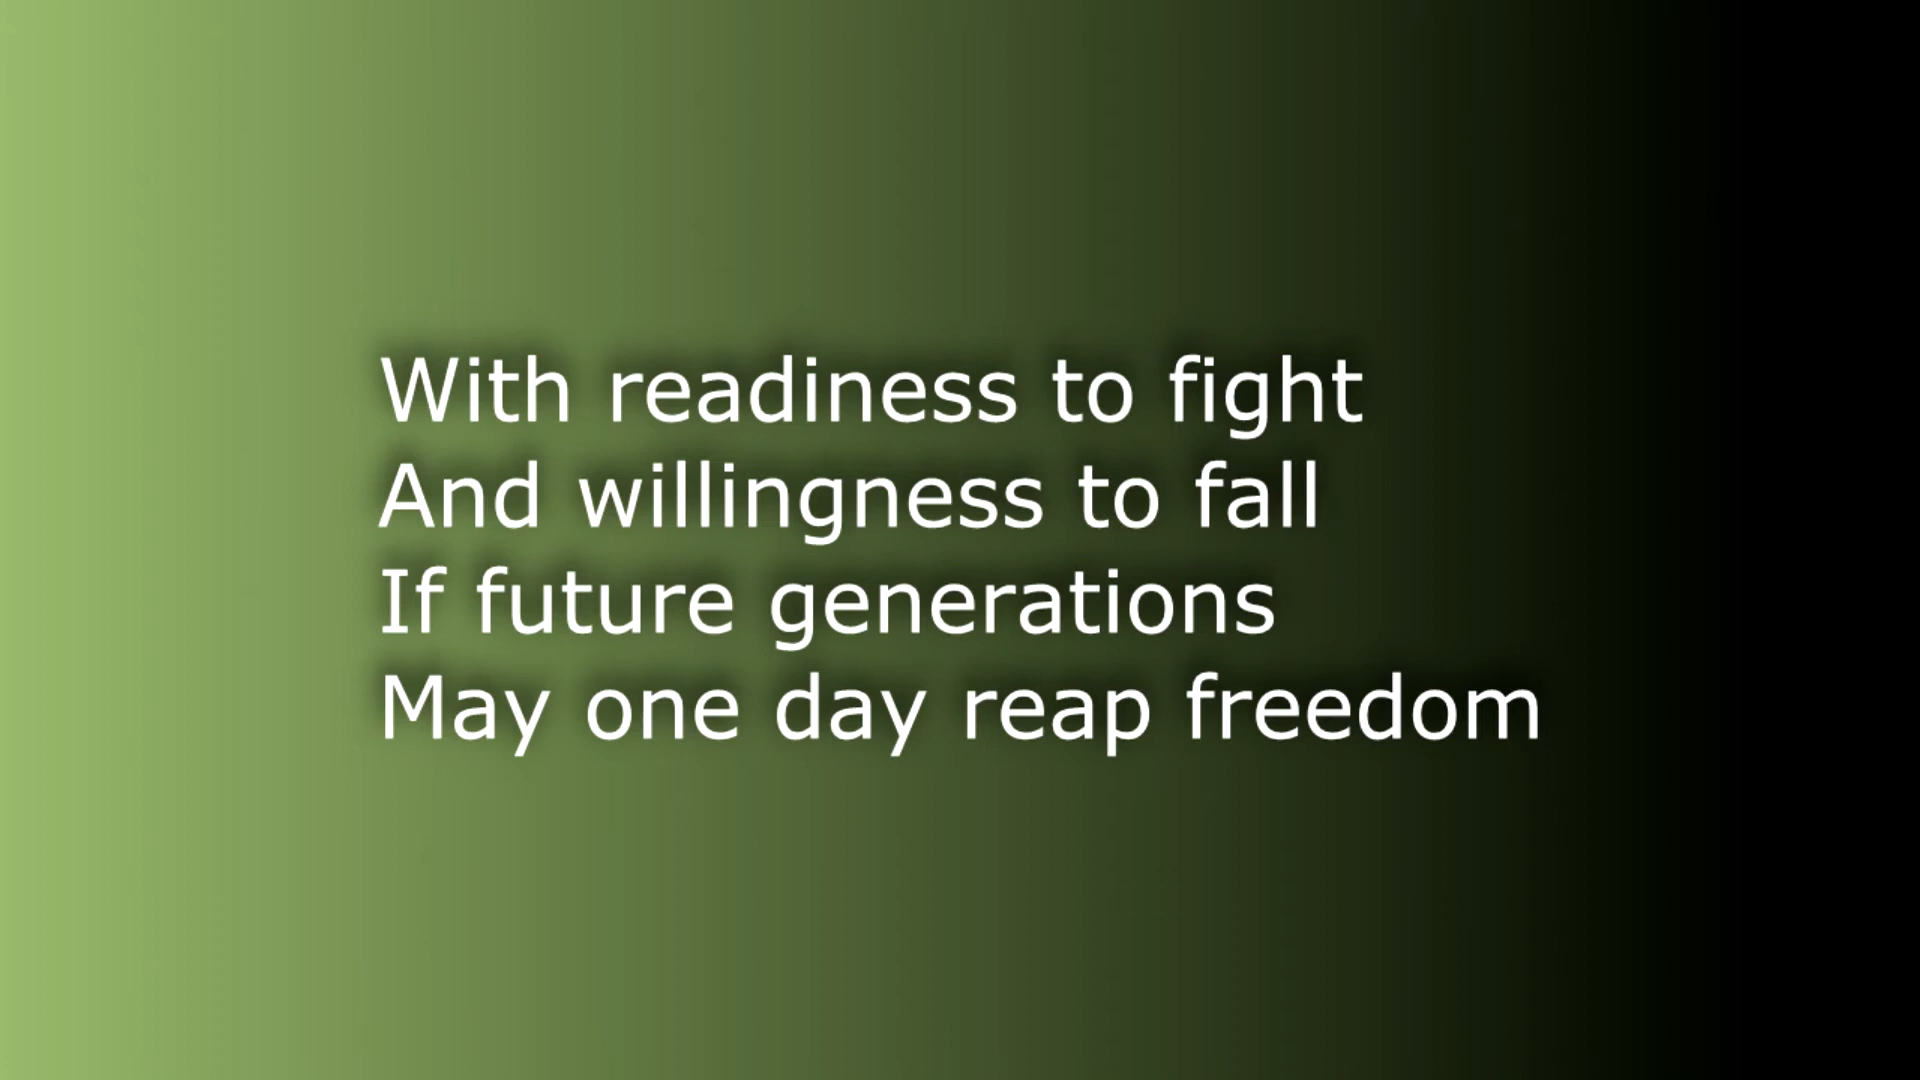 With readiness to fight
And willingness to fall
If future generations
May one day reap freedom